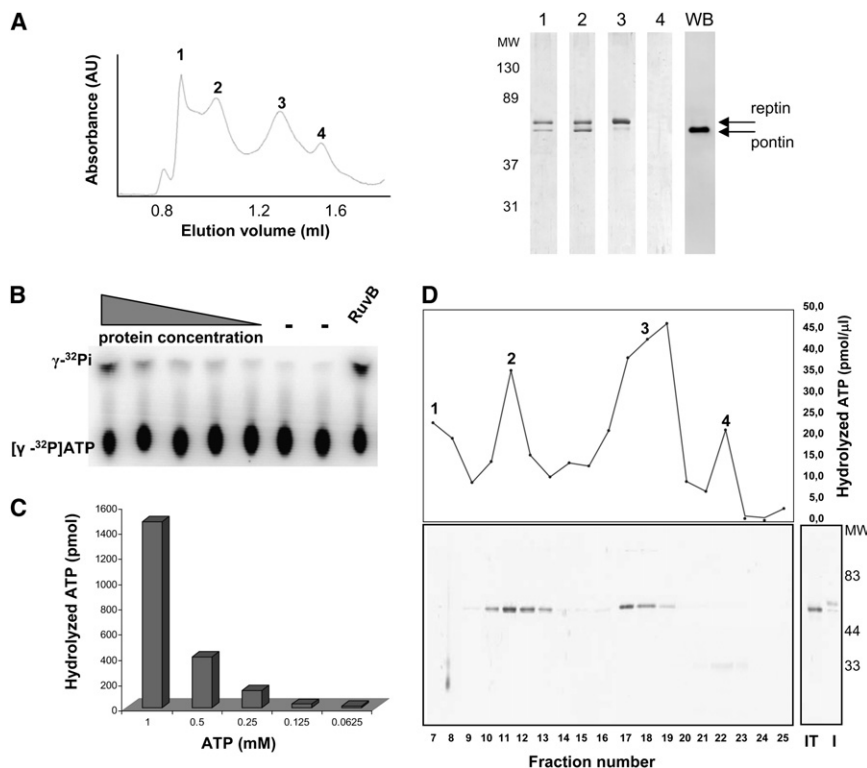 A
Absorbance (AU)
1
2
3
4
0.8
1.2
1.6
Elution volume (ml)
1 2 3 4 WB
MW
130
89
37
31
reptin
pontin
B
protein concentration
- -
RuvB
γ-³²Pi
[γ -³²P]ATP
C
Hydrolyzed ATP (pmol)
1600
1400
1200
1000
800
600
400
200
0
1 0.5 0.25 0.125 0.0625
ATP (mM)
D
1
2
3
4
50,0
45,0
40,0
35,0
30,0
25,0
20,0
15,0
10,0
5,0
0,0
Hydrolyzed ATP (pmol/μl)
MW
83
44
33
7 8 9 10 11 12 13 14 15 16 17 18 19 20 21 22 23 24 25
IT I
Fraction number